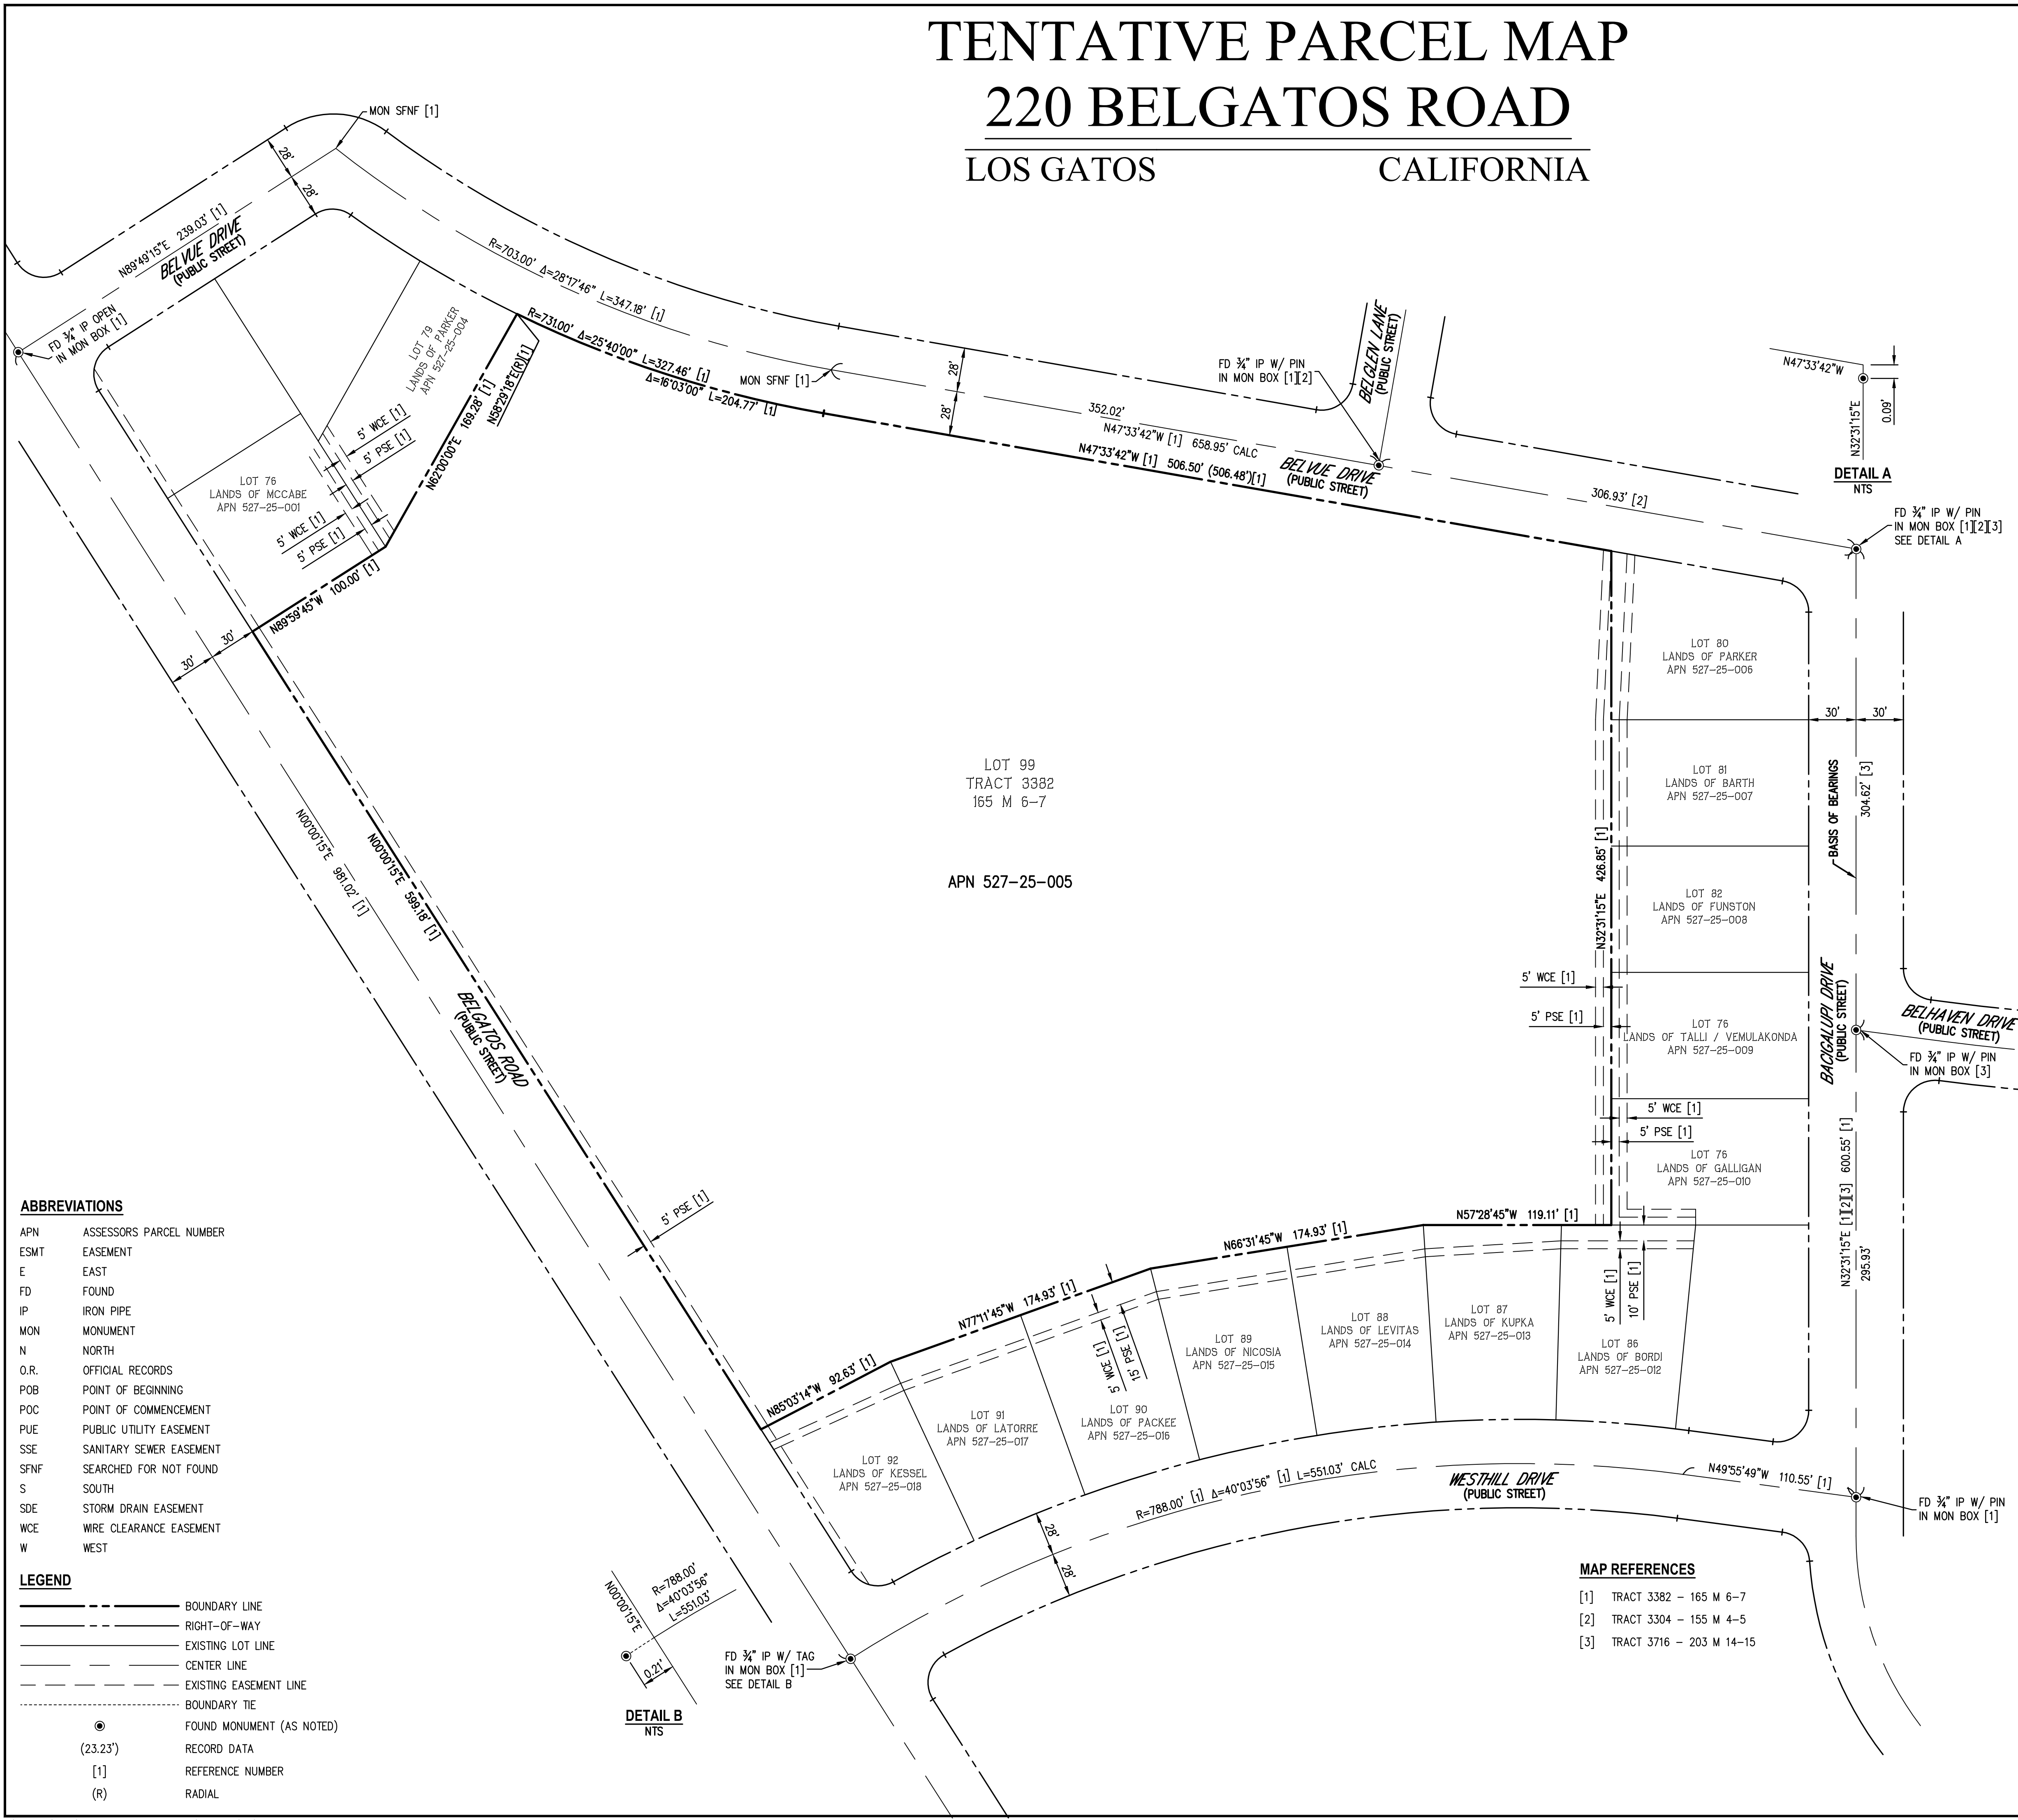 TENTATIVE PARCEL MAP
220 BELGATOS ROAD
LOS GATOS CALIFORNIA
MON SFNF [1]
28'
28'
N89°49'15"E 239.03' [1]
BELVUE DRIVE
(PUBLIC STREET)
FD ¾" IP OPEN
IN MON BOX [1]
R=703.00' Δ=28°17'46" L=347.18' [1]
R=731.00' Δ=25°40'00" L=327.46' [1]
Δ=16°03'00" L=204.77' [1]
MON SFNF [1]
LOT 79
LANDS OF PARKER
APN 527-25-004
N62°00'00"E 169.28' [1]
N58°29'18"E(R)[1]
5' WCE [1]
5' PSE [1]
LOT 76
LANDS OF MCCABE
APN 527-25-001
5' WCE [1]
5' PSE [1]
N89°59'45"W 100.00' [1]
30'
30'
28'
28'
352.02'
N47°33'42"W [1] 658.95' CALC
N47°33'42"W [1] 506.50' (506.48')[1]
BELVUE DRIVE
(PUBLIC STREET)
FD ¾" IP W/ PIN
IN MON BOX [1][2]
BELGLEN LANE
(PUBLIC STREET)
306.93' [2]
N47°33'42"W
N32°31'15"E
0.09'
DETAIL A
NTS
FD ¾" IP W/ PIN
IN MON BOX [1][2][3]
SEE DETAIL A
LOT 80
LANDS OF PARKER
APN 527-25-006
30'
30'
LOT 99
TRACT 3382
165 M 6-7
APN 527-25-005
LOT 81
LANDS OF BARTH
APN 527-25-007
BASIS OF BEARINGS
304.62' [3]
N00°00'15"E 981.02' [1]
N00°00'15"E 599.18' [1]
N32°31'15"E 426.85' [1]
LOT 82
LANDS OF FUNSTON
APN 527-25-008
5' WCE [1]
5' PSE [1]
LOT 76
LANDS OF TALLI / VEMULAKONDA
APN 527-25-009
BACIGALUPI DRIVE
(PUBLIC STREET)
BELHAVEN DRIVE
(PUBLIC STREET)
FD ¾" IP W/ PIN
IN MON BOX [3]
BELGATOS ROAD
(PUBLIC STREET)
5' WCE [1]
5' PSE [1]
LOT 76
LANDS OF GALLIGAN
APN 527-25-010
N32°31'15"E [1][2][3] 600.55' [1]
295.93'
5' PSE [1]
N57°28'45"W 119.11' [1]
N66°31'45"W 174.93' [1]
N77°11'45"W 174.93' [1]
N85°03'14"W 92.63' [1]
5' WCE [1]
15' PSE [1]
5' WCE [1]
10' PSE [1]
LOT 86
LANDS OF BORDI
APN 527-25-012
LOT 87
LANDS OF KUPKA
APN 527-25-013
LOT 88
LANDS OF LEVITAS
APN 527-25-014
LOT 89
LANDS OF NICOSIA
APN 527-25-015
LOT 90
LANDS OF PACKEE
APN 527-25-016
LOT 91
LANDS OF LATORRE
APN 527-25-017
LOT 92
LANDS OF KESSEL
APN 527-25-018
R=788.00' [1] Δ=40°03'56" [1] L=551.03' CALC
WESTHILL DRIVE
(PUBLIC STREET)
N49°55'49"W 110.55' [1]
FD ¾" IP W/ PIN
IN MON BOX [1]
28'
28'
FD ¾" IP W/ TAG
IN MON BOX [1]
SEE DETAIL B
N00°00'15"E
R=788.00'
Δ=40°03'56"
L=551.03'
0.21'
DETAIL B
NTS
ABBREVIATIONS
APN ASSESSORS PARCEL NUMBER
ESMT EASEMENT
E EAST
FD FOUND
IP IRON PIPE
MON MONUMENT
N NORTH
O.R. OFFICIAL RECORDS
POB POINT OF BEGINNING
POC POINT OF COMMENCEMENT
PUE PUBLIC UTILITY EASEMENT
SSE SANITARY SEWER EASEMENT
SFNF SEARCHED FOR NOT FOUND
S SOUTH
SDE STORM DRAIN EASEMENT
WCE WIRE CLEARANCE EASEMENT
W WEST
LEGEND
BOUNDARY LINE
RIGHT-OF-WAY
EXISTING LOT LINE
CENTER LINE
EXISTING EASEMENT LINE
BOUNDARY TIE
FOUND MONUMENT (AS NOTED)
(23.23') RECORD DATA
[1] REFERENCE NUMBER
(R) RADIAL
MAP REFERENCES
[1] TRACT 3382 - 165 M 6-7
[2] TRACT 3304 - 155 M 4-5
[3] TRACT 3716 - 203 M 14-15